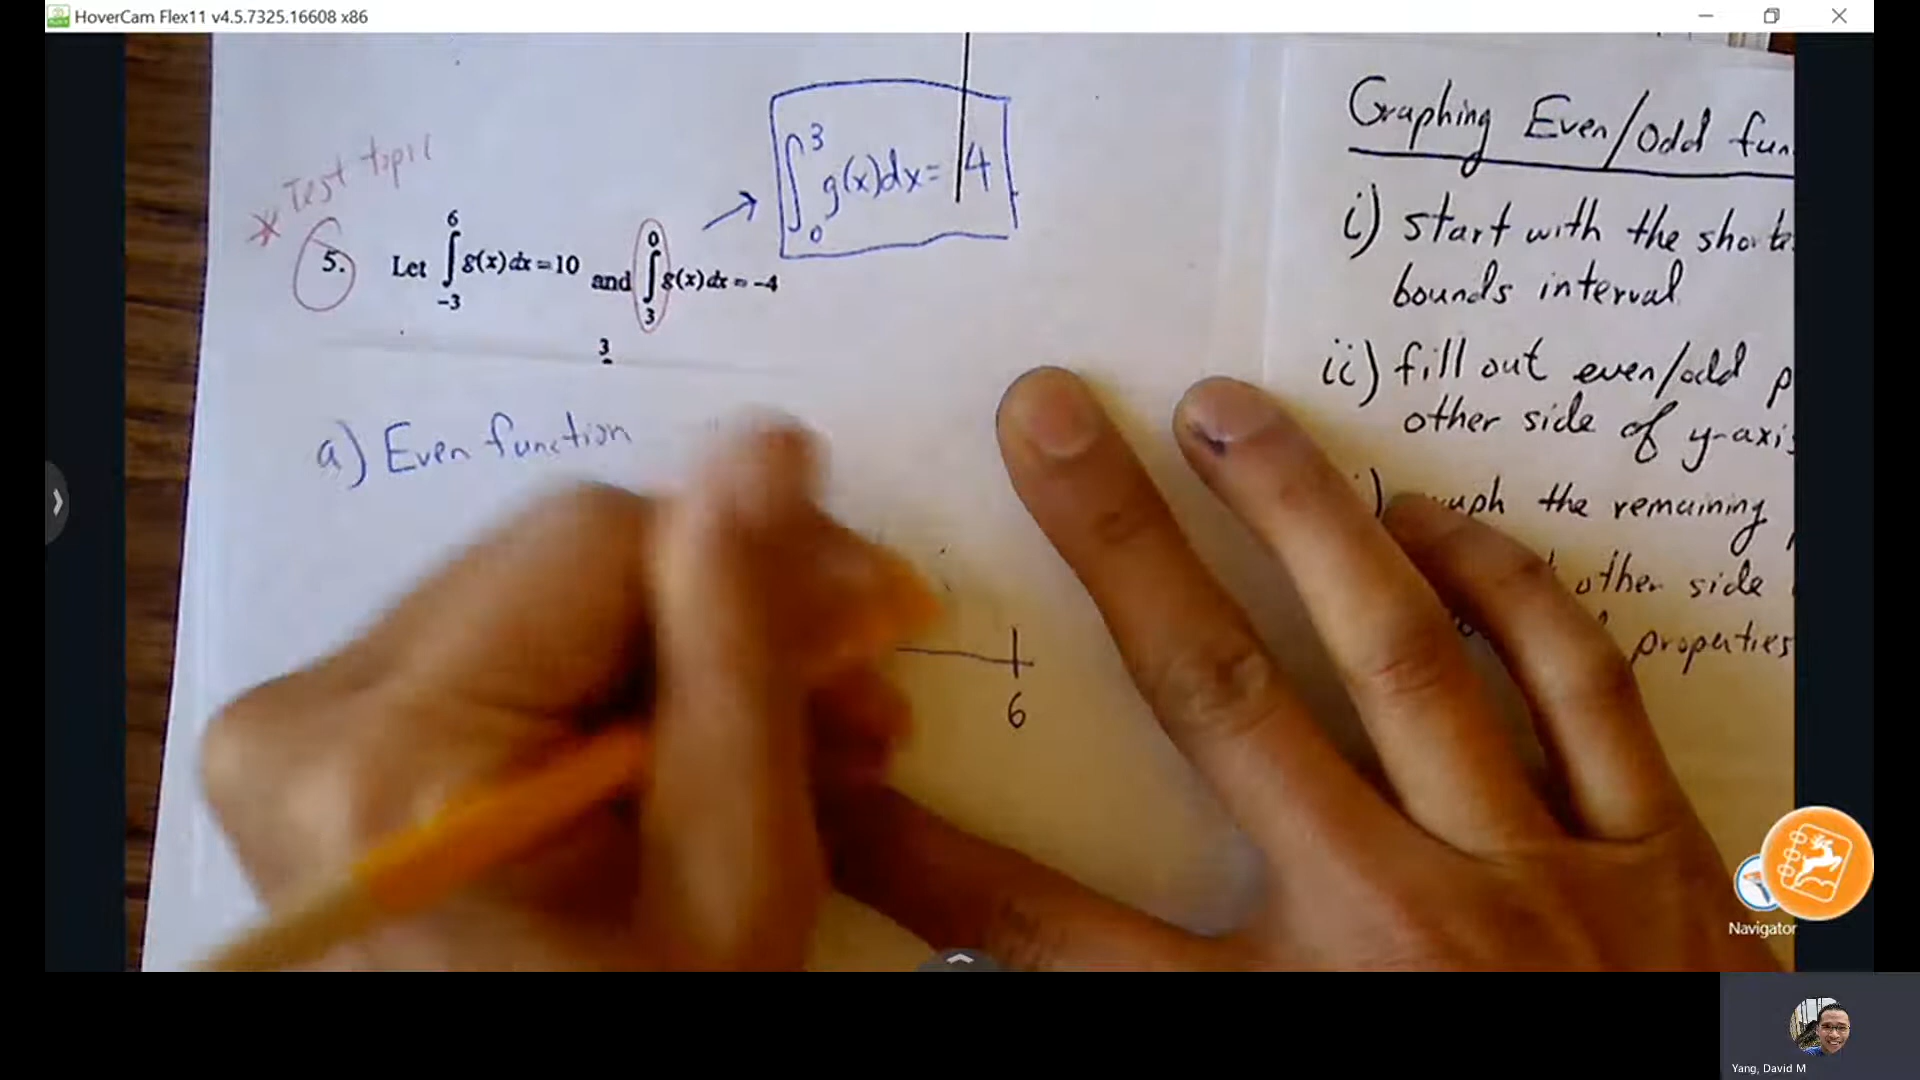 HoverCam Flex11 v4.5.7325.16608 x86
* Test topic
5. Let ∫ 6 -3 g(x)dx=10 and ∫ 0 3 g(x)dx = -4
∫ 3 0 g(x)dx = 4
3
a) Even function
6
Graphing Even/Odd fun
i) start with the shorte
bounds interval
ii) fill out even/odd p
other side of y-axis
the remaining
other side
properties
Navigator
Yang, David M